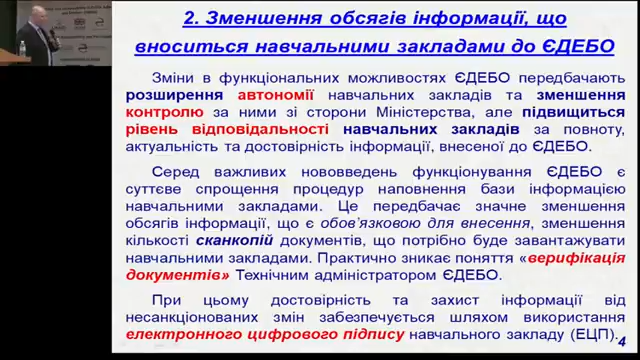 2. Зменшення обсягів інформації, що
вноситься навчальними закладами до ЄДЕБО
Зміни в функціональних можливостях ЄДЕБО передбачають
розширення автономії навчальних закладів та зменшення
контролю за ними зі сторони Міністерства, але підвищиться
рівень відповідальності навчальних закладів за повноту,
актуальність та достовірність інформації, внесеної до ЄДЕБО.
Серед важливих нововведень функціонування ЄДЕБО є
суттєве спрощення процедур наповнення бази інформацією
навчальними закладами. Це передбачає значне зменшення
обсягів інформації, що є обов’язковою для внесення, зменшення
кількості сканкопій документів, що потрібно буде завантажувати
навчальними закладами. Практично зникає поняття «верифікація
документів» Технічним адміністратором ЄДЕБО.
При цьому достовірність та захист інформації від
несанкціонованих змін забезпечується шляхом використання
електронного цифрового підпису навчального закладу (ЕЦП).
4